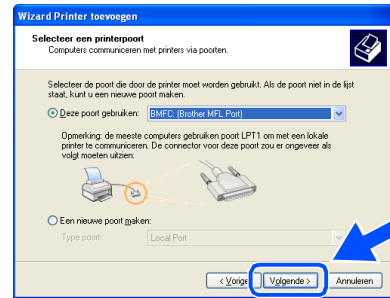 Wizard Printer toevoegen
Selecteer een printerpoort
Computers communiceren met printers via poorten.
Selecteer de poort die door de printer moet worden gebruikt. Als de poort niet in de lijst
staat, kunt u een nieuwe poort maken.
Deze poort gebruiken: BMFC: (Brother MFL Port)
Opmerking: de meeste computers gebruiken poort LPT1 om met een lokale
printer te communiceren. De connector voor deze poort zou er ongeveer als
volgt moeten uitzien:
Een nieuwe poort maken:
Type poort: Local Port
< Vorige Volgende > Annuleren